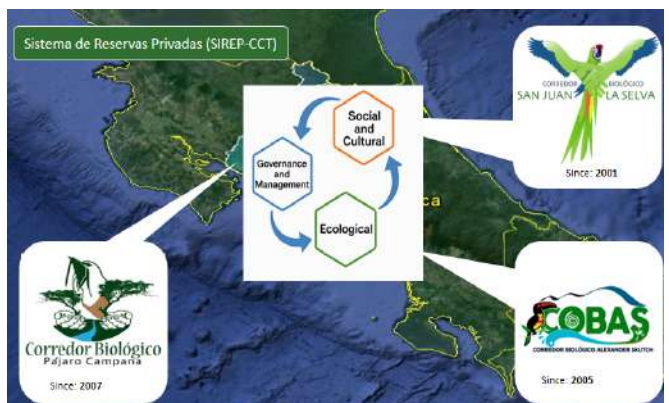 Sistema de Reservas Privadas (SIREP-CCT)
CORREDOR BIOLÓGICO
SAN JUAN LA SELVA
Since: 2001
Social
and
Cultural
Governance
and
Management
Ecological
ca
Corredor Biológico
Pájaro Campana
Since: 2007
COBAS
CORREDOR BIOLÓGICO ALEXANDER SKUTCH
Since: 2005